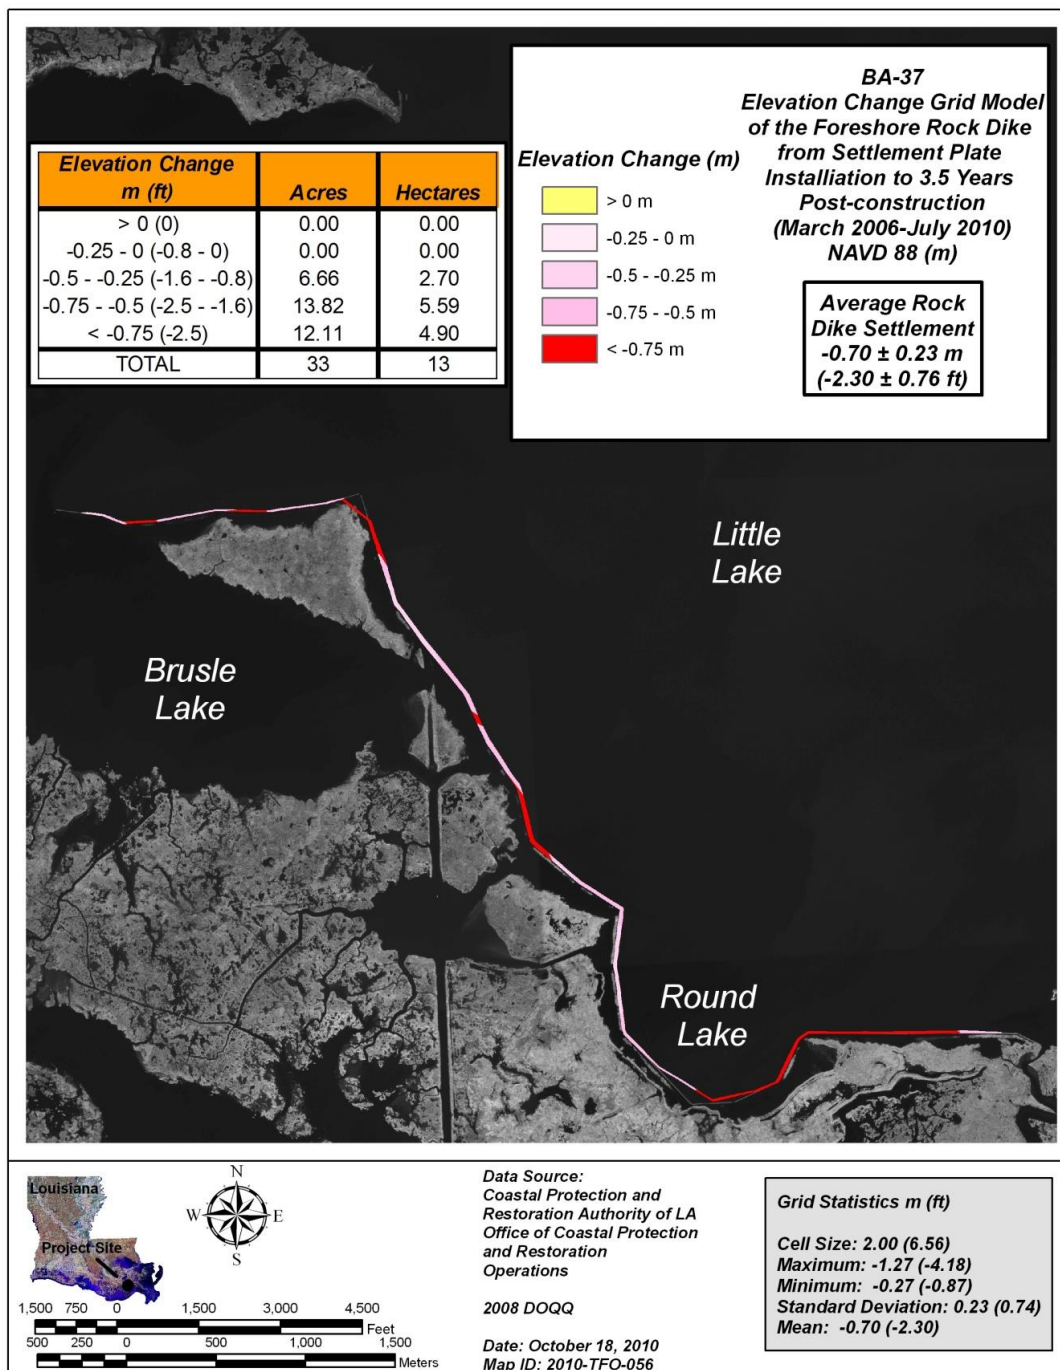 BA-37
Elevation Change Grid Model
of the Foreshore Rock Dike
from Settlement Plate
Installiation to 3.5 Years
Post-construction
(March 2006-July 2010)
NAVD 88 (m)
Average Rock
Dike Settlement
-0.70 ± 0.23 m
(-2.30 ± 0.76 ft)
Elevation Change (m)
> 0 m
-0.25 - 0 m
-0.5 - -0.25 m
-0.75 - -0.5 m
< -0.75 m
Elevation Change
m (ft) Acres Hectares
> 0 (0) 0.00 0.00
-0.25 - 0 (-0.8 - 0) 0.00 0.00
-0.5 - -0.25 (-1.6 - -0.8) 6.66 2.70
-0.75 - -0.5 (-2.5 - -1.6) 13.82 5.59
< -0.75 (-2.5) 12.11 4.90
TOTAL 33 13
Little
Lake
Brusle
Lake
Round
Lake
Louisiana
Project Site
N
W E
S
1,500 750 0 1,500 3,000 4,500
Feet
500 250 0 500 1,000 1,500
Meters
Data Source:
Coastal Protection and
Restoration Authority of LA
Office of Coastal Protection
and Restoration
Operations
2008 DOQQ
Date: October 18, 2010
Map ID: 2010-TFO-056
Grid Statistics m (ft)
Cell Size: 2.00 (6.56)
Maximum: -1.27 (-4.18)
Minimum: -0.27 (-0.87)
Standard Deviation: 0.23 (0.74)
Mean: -0.70 (-2.30)